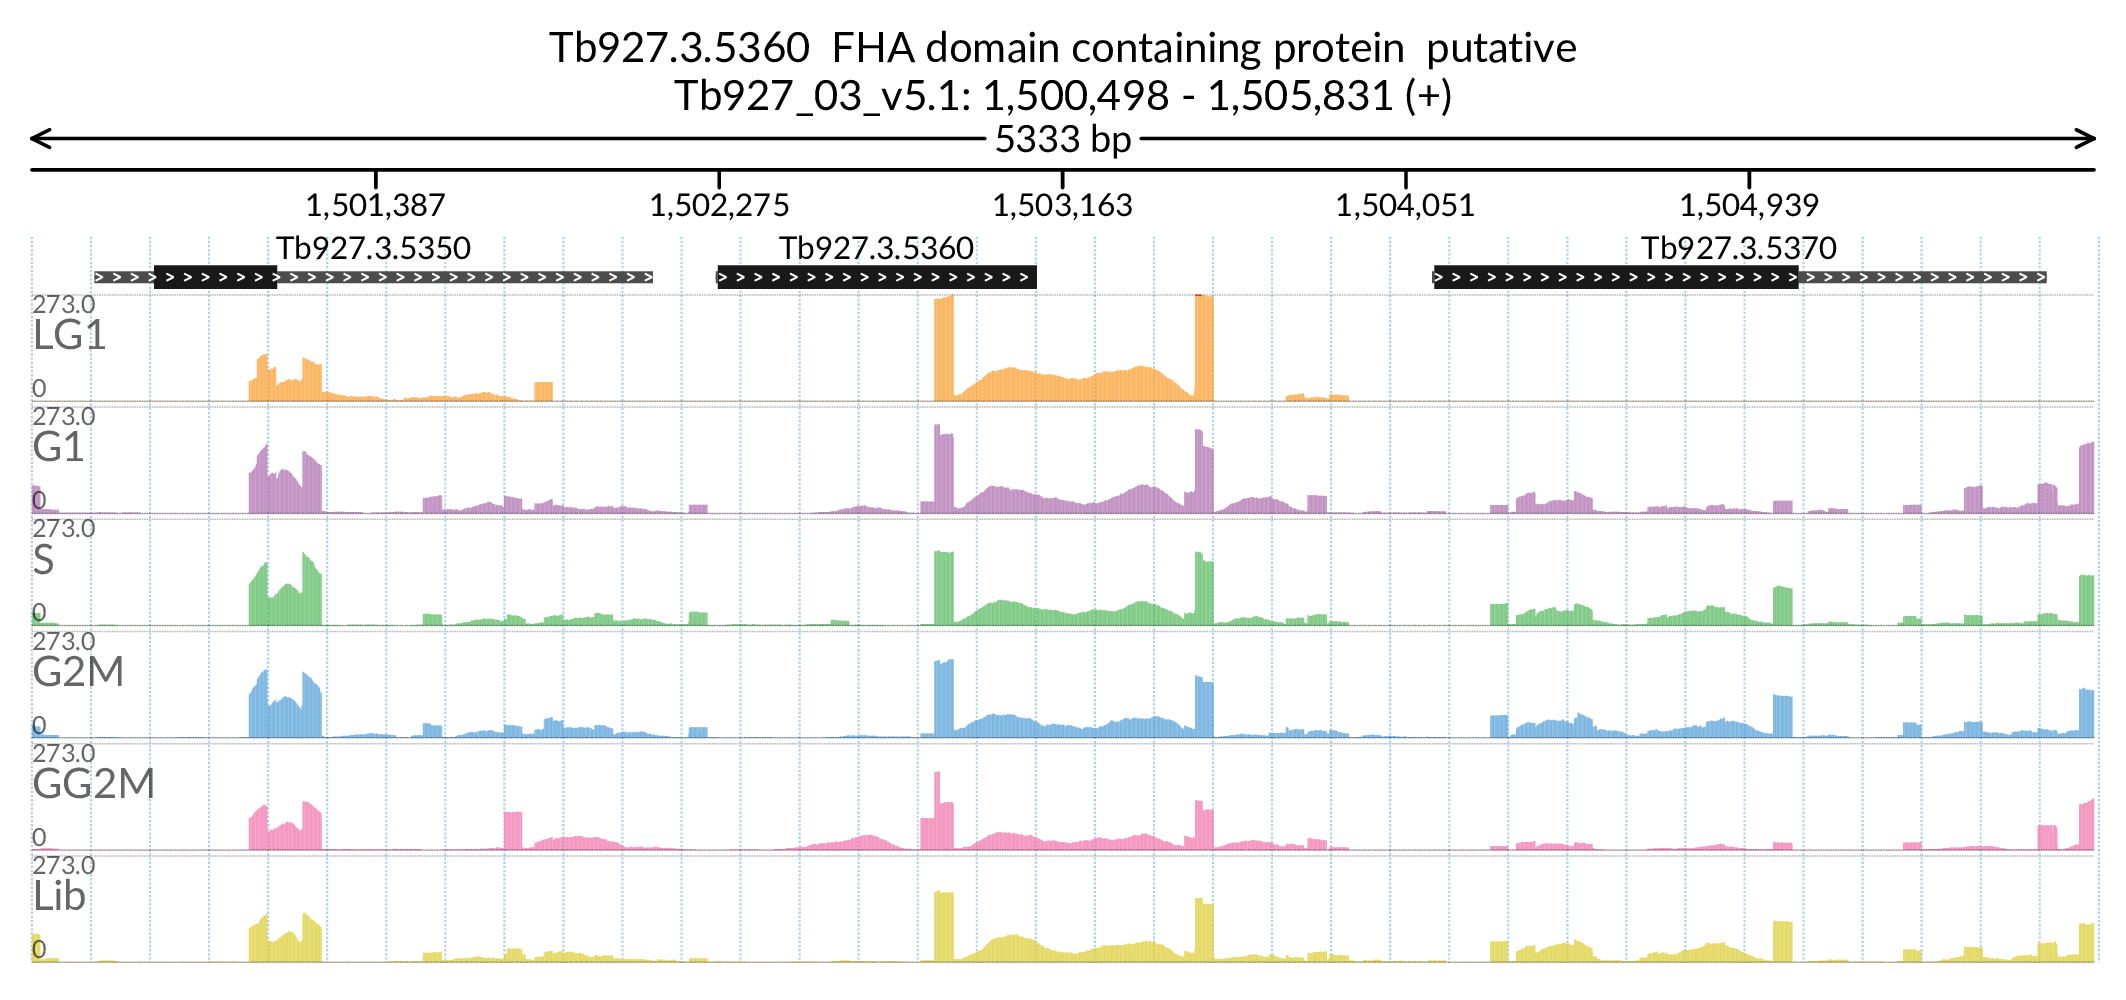 Tb927.3.5360  FHA domain containing protein  putative
Tb927_03_v5.1: 1,500,498 - 1,505,831 (+)
5333 bp
1,501,387 1,502,275 1,503,163 1,504,051 1,504,939
Tb927.3.5350 Tb927.3.5360 Tb927.3.5370
273.0
LG1
0
273.0
G1
0
273.0
S
0
273.0
G2M
0
273.0
GG2M
0
273.0
Lib
0